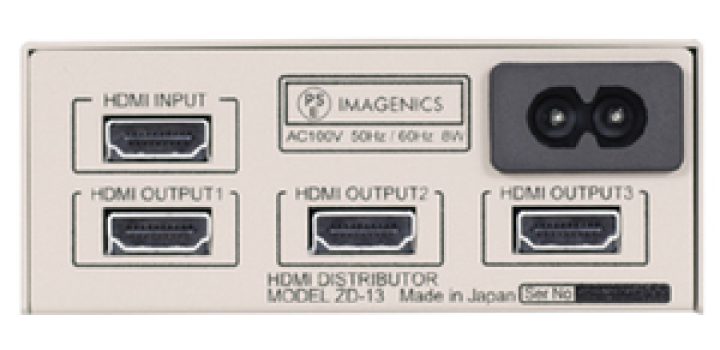 HDMI INPUT
PS
E
IMAGENICS
AC100V 50Hz / 60Hz 8W
HDMI OUTPUT1
HDMI OUTPUT2
HDMI OUTPUT3
HDMI DISTRIBUTOR
MODEL ZD-13 Made in Japan Ser No